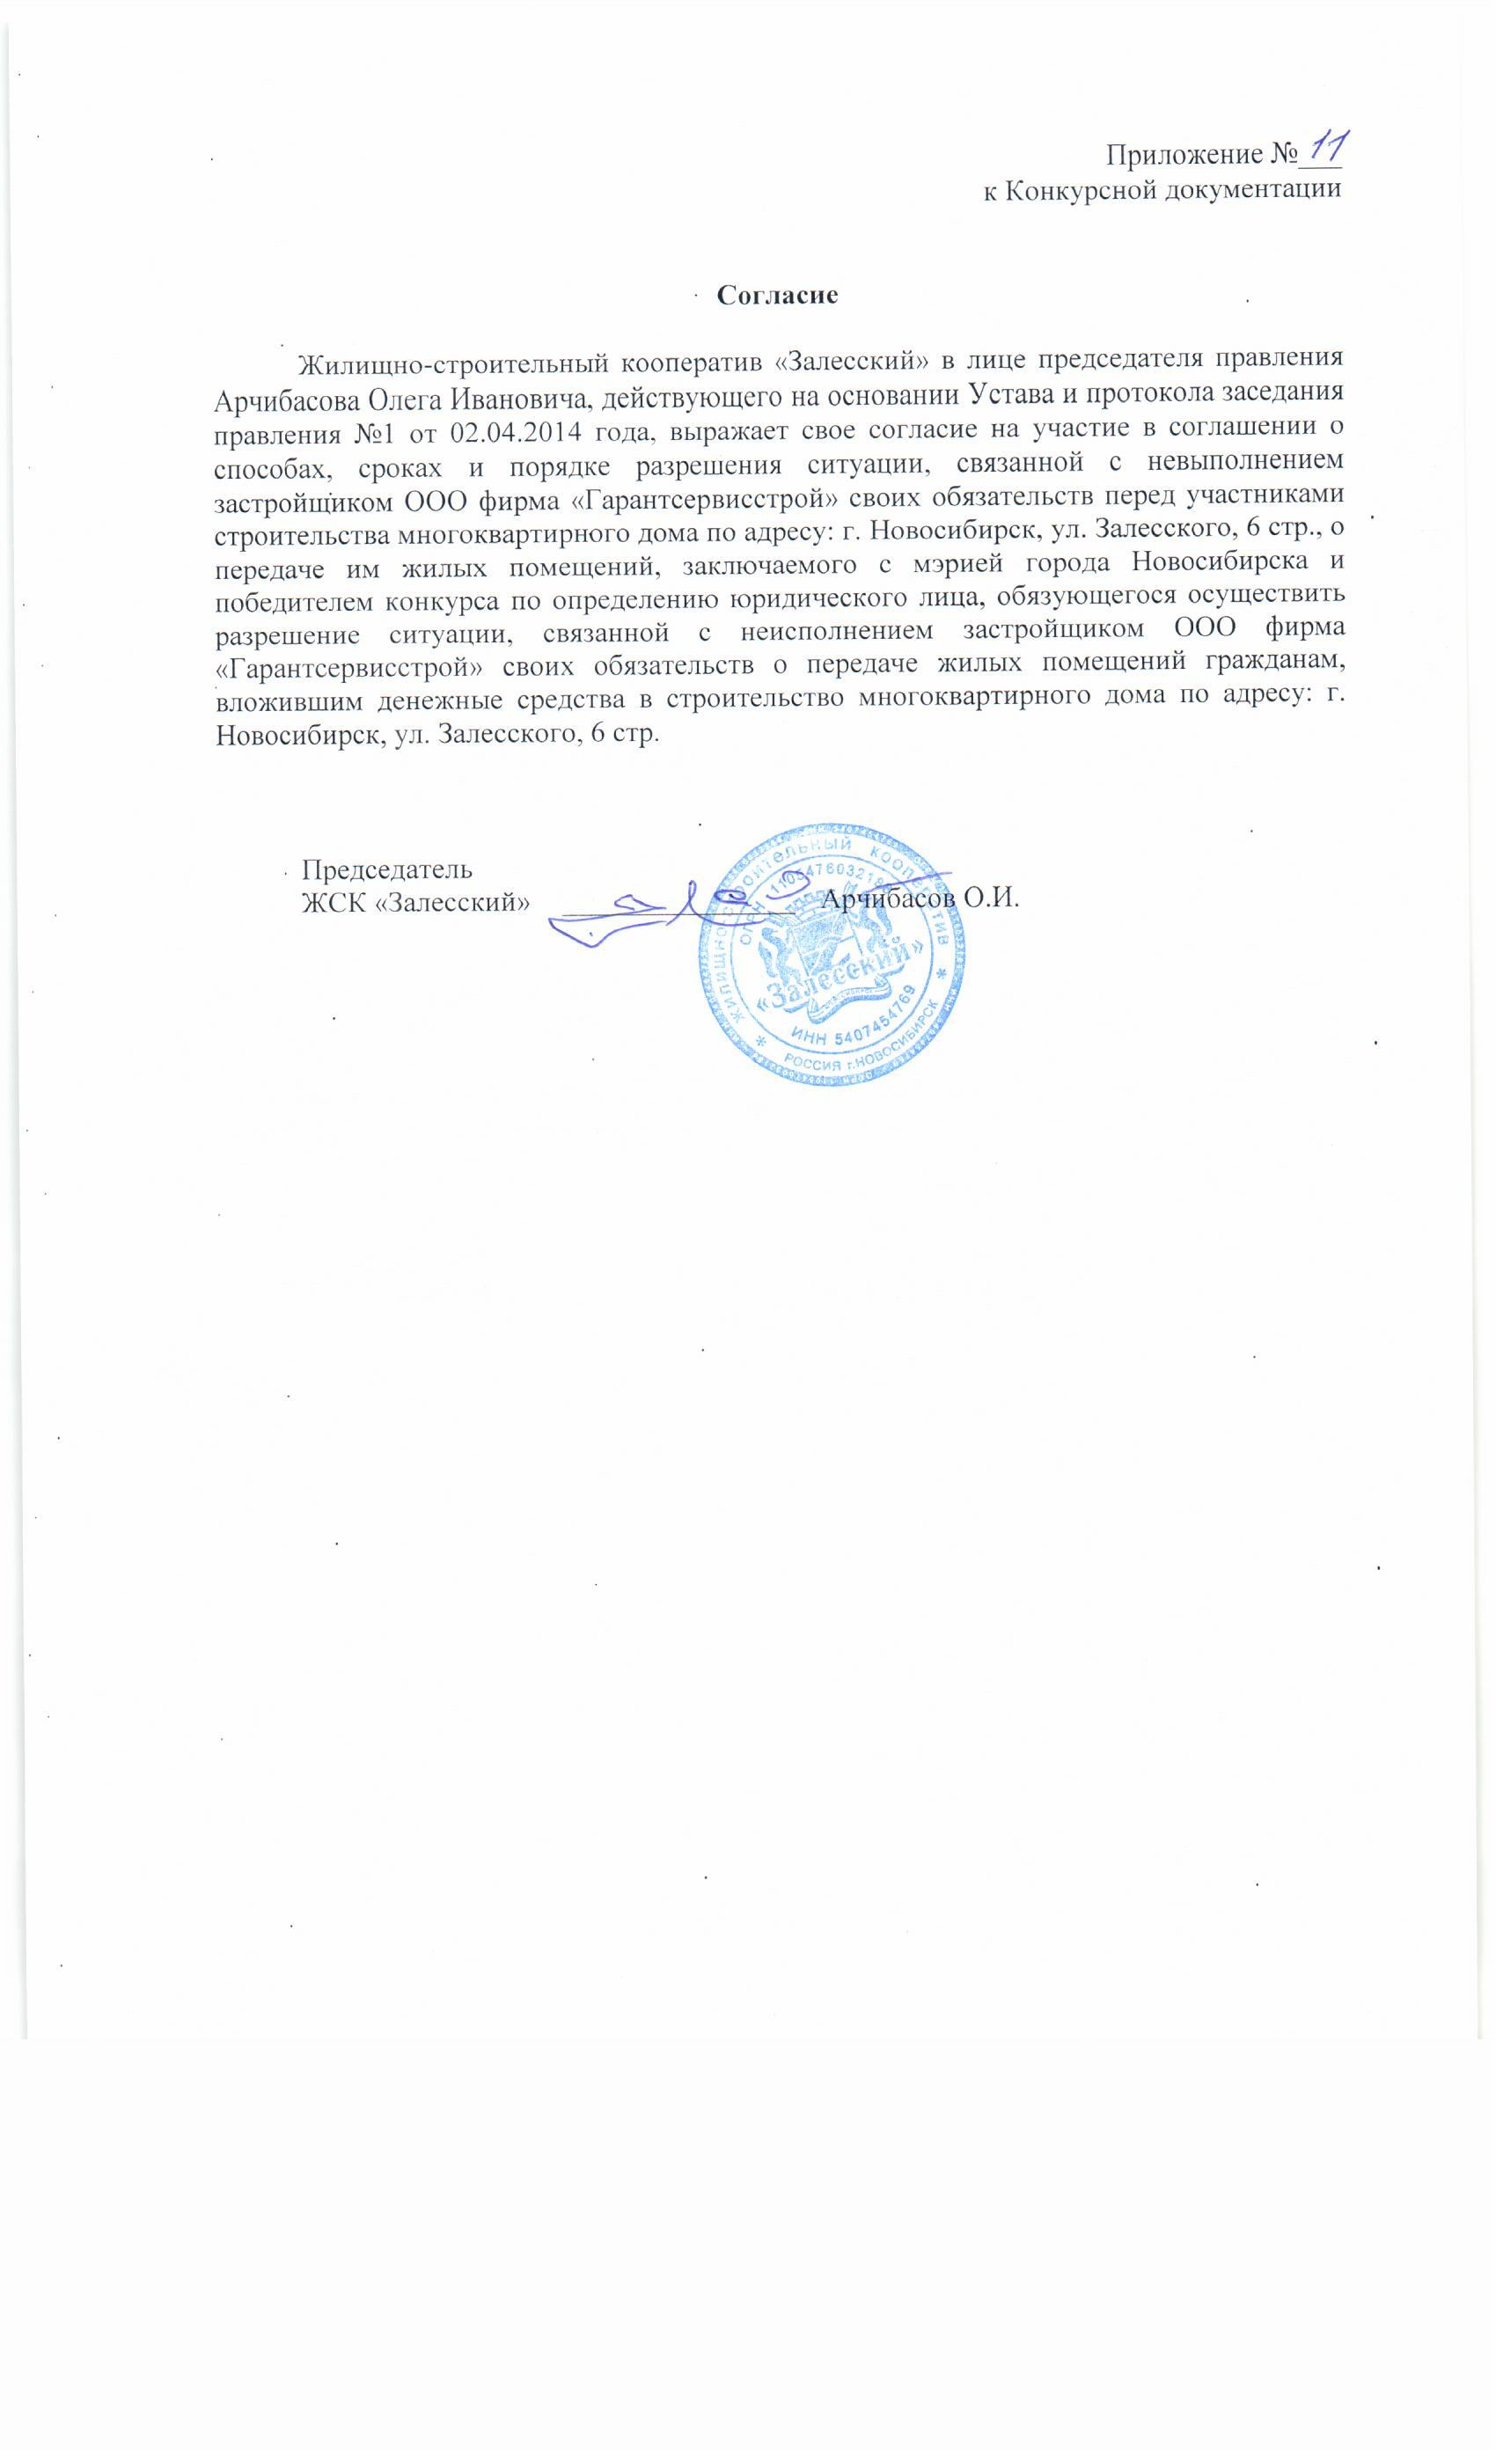 Приложение № 11
к Конкурсной документации
Согласие
Жилищно-строительный кооператив «Залесский» в лице председателя правления
Арчибасова Олега Ивановича, действующего на основании Устава и протокола заседания
правления №1 от 02.04.2014 года, выражает свое согласие на участие в соглашении о
способах, сроках и порядке разрешения ситуации, связанной с невыполнением
застройщиком ООО фирма «Гарантсервисстрой» своих обязательств перед участниками
строительства многоквартирного дома по адресу: г. Новосибирск, ул. Залесского, 6 стр., о
передаче им жилых помещений, заключаемого с мэрией города Новосибирска и
победителем конкурса по определению юридического лица, обязующегося осуществить
разрешение ситуации, связанной с неисполнением застройщиком ООО фирма
«Гарантсервисстрой» своих обязательств о передаче жилых помещений гражданам,
вложившим денежные средства в строительство многоквартирного дома по адресу: г.
Новосибирск, ул. Залесского, 6 стр.
Председатель
ЖСК «Залесский» Арчибасов О.И.
Жилищно-строительный кооператив
ОГРН
«Залесский»
ИНН 5407454769
РОССИЯ г.НОВОСИБИРСК